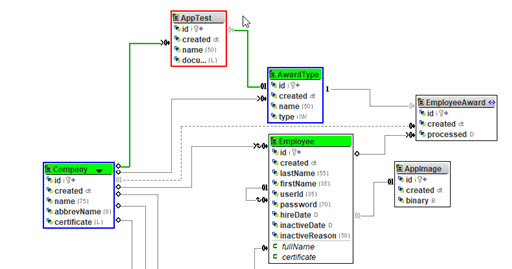 AppTest
id
created dt
name (50)
docu... (L)
AwardType
id
created dt
name (50)
type INV
1
EmployeeAward
id
created dt
processed D
Employee
id
created dt
lastName (55)
firstName (35)
userId (35)
password (70)
hireDate D
inactiveDate D
inactiveReason (50)
C fullName
C certificate
AppImage
id
created dt
binary B
Company
id
created dt
name (75)
abbrevName (8)
certificate (L)